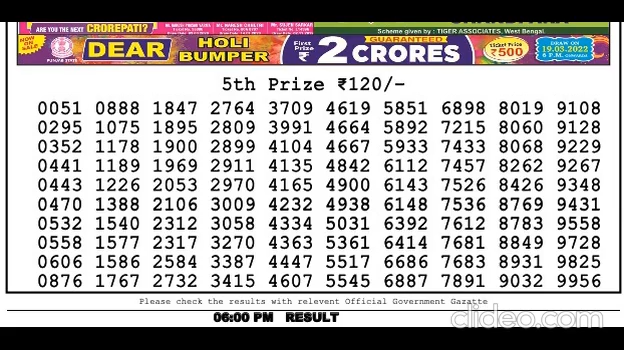 ARE YOU THE NEXT CROREPATI?
Scheme given by : TIGER ASSOCIATES, West Bengal.
NOW ON SALE
PUNJAB STATE
DEAR
HOLI BUMPER
First Prize ₹
GUARANTEED
2 CRORES
Ticket Price
₹500
DRAW ON
19.03.2022
6 P.M. ONWARDS
5th Prize ₹120/-
0051 0888 1847 2764 3709 4619 5851 6898 8019 9108
0295 1075 1895 2809 3991 4664 5892 7215 8060 9128
0352 1178 1900 2899 4104 4667 5933 7433 8068 9229
0441 1189 1969 2911 4135 4842 6112 7457 8262 9267
0443 1226 2053 2970 4165 4900 6143 7526 8426 9348
0470 1388 2106 3009 4232 4938 6148 7536 8769 9431
0532 1540 2312 3058 4334 5031 6392 7612 8783 9558
0558 1577 2317 3270 4363 5361 6414 7681 8849 9728
0606 1586 2584 3387 4447 5517 6686 7683 8931 9825
0876 1767 2732 3415 4607 5545 6887 7891 9032 9956
Please check the results with relevent Official Government Gazatte
06:00 PM RESULT
clideo.com